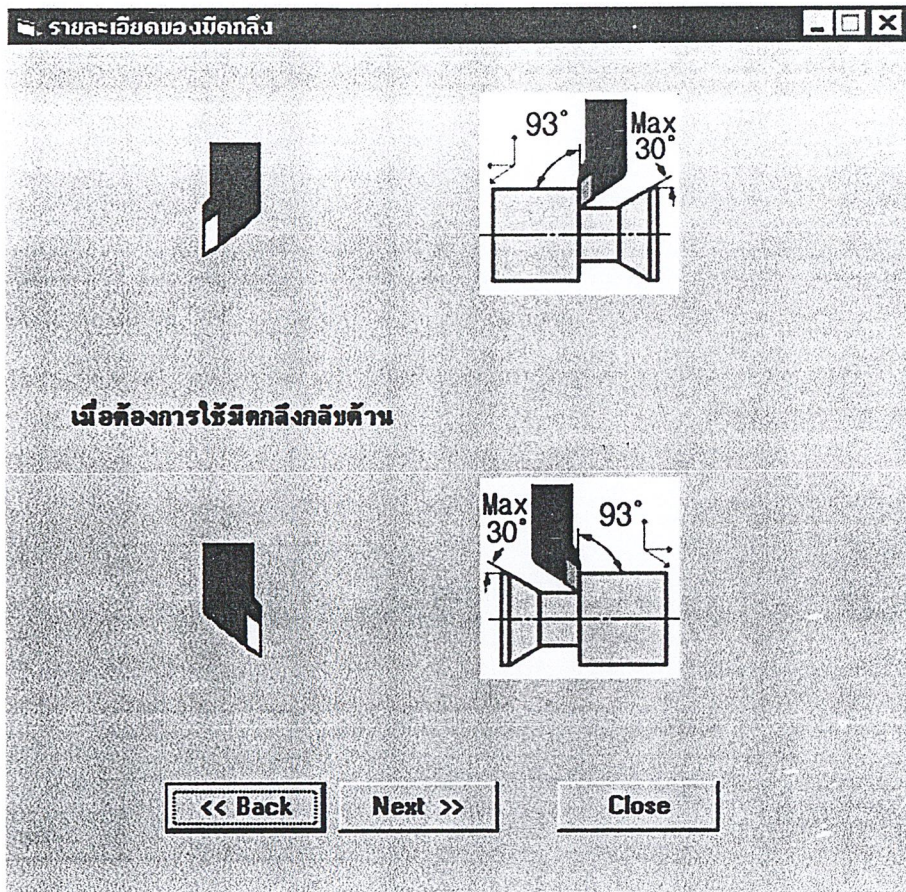 รายละเอียดของมีดกลึง
93°
Max
30°
เมื่อต้องการใช้มีดกลึงกลับด้าน
Max
30°
93°
<< Back
Next >>
Close